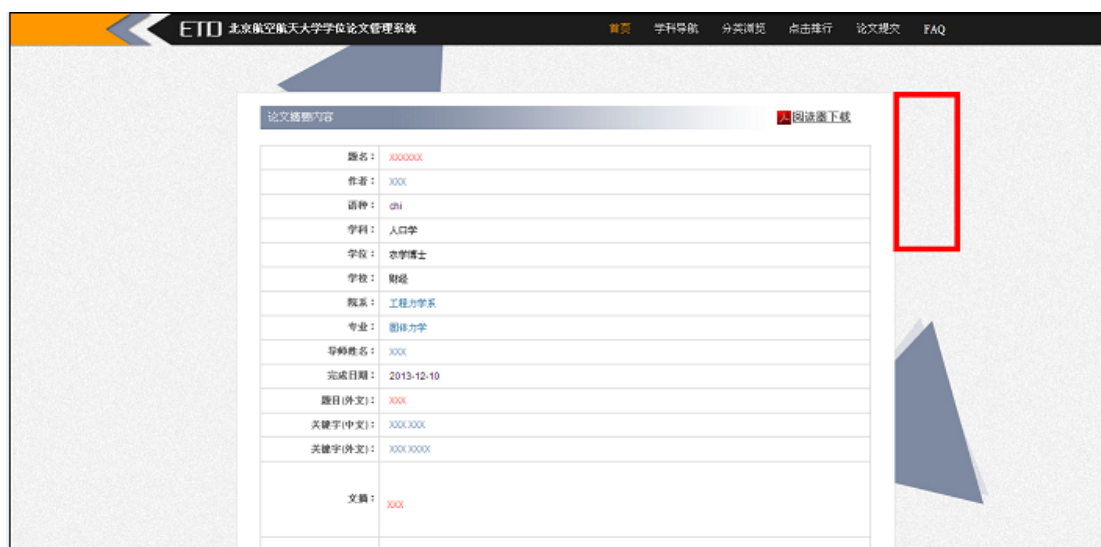 ETD 北京航空航天大学学位论文管理系统 首页 学科导航 分类浏览 点击排行 论文提交 FAQ
论文摘要内容 阅读器下载
题名： XXXXXX
作者： XXX
语种： chi
学科： 人口学
学位： 农学博士
学校： 财经
院系： 工程力学系
专业： 固体力学
导师姓名： XXX
完成日期： 2013-12-10
题目(外文)： XXX
关键字(中文)： XXX XXX
关键字(外文)： XXX XXXX
文摘： XXX